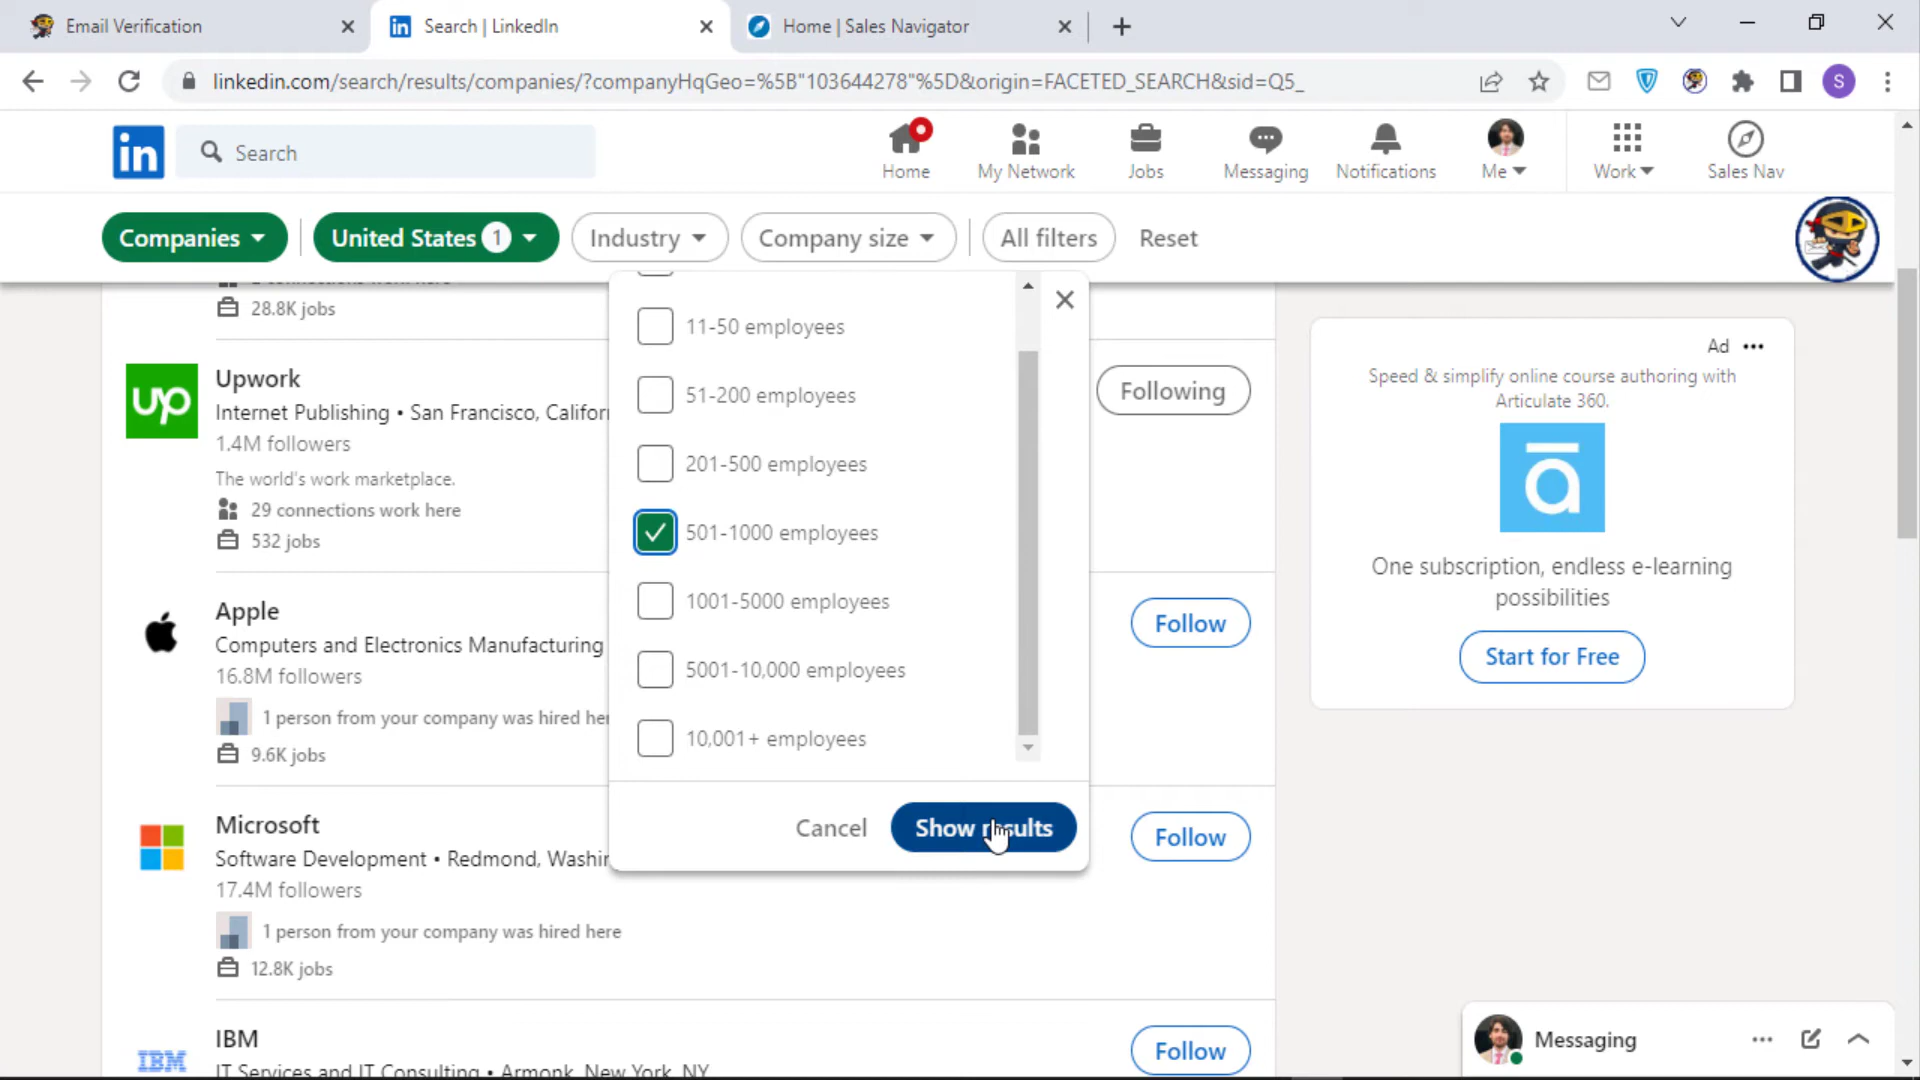 Email Verification
Search | LinkedIn
Home | Sales Navigator
linkedin.com/search/results/companies/?companyHqGeo=%5B"103644278"%5D&origin=FACETED_SEARCH&sid=Q5_
S
in
Search
Home
My Network
Jobs
Messaging
Notifications
Me
Work
Sales Nav
Companies
United States 1
Industry
Company size
All filters
Reset
28.8K jobs
11-50 employees
51-200 employees
201-500 employees
501-1000 employees
1001-5000 employees
5001-10,000 employees
10,001+ employees
Cancel
Show results
up
Upwork
Internet Publishing • San Francisco, Califor
1.4M followers
The world's work marketplace.
29 connections work here
532 jobs
Following
Apple
Computers and Electronics Manufacturing
16.8M followers
1 person from your company was hired her
9.6K jobs
Follow
Microsoft
Software Development • Redmond, Washin
17.4M followers
1 person from your company was hired here
12.8K jobs
Follow
IBM
IBM
IT Services and IT Consulting • Armonk, New York, NY
Follow
Ad
Speed & simplify online course authoring with
Articulate 360.
One subscription, endless e-learning
possibilities
Start for Free
Messaging